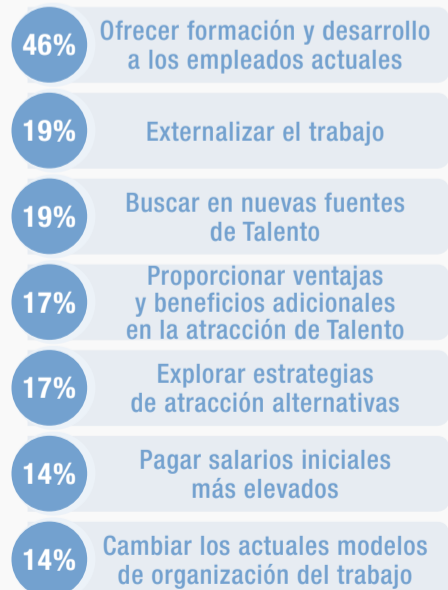 46%
Ofrecer formación y desarrollo
a los empleados actuales
19%
Externalizar el trabajo
19%
Buscar en nuevas fuentes
de Talento
17%
Proporcionar ventajas
y beneficios adicionales
en la atracción de Talento
17%
Explorar estrategias
de atracción alternativas
14%
Pagar salarios iniciales
más elevados
14%
Cambiar los actuales modelos
de organización del trabajo